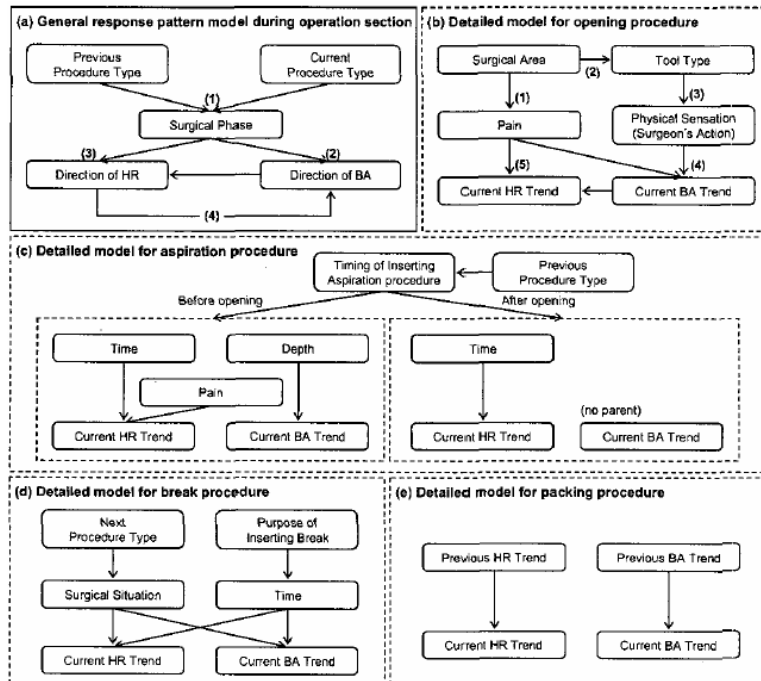 (a) General response pattern model during operation section
Previous
Procedure Type
Current
Procedure Type
(1)
Surgical Phase
(3)
(2)
Direction of HR
Direction of BA
(4)
(b) Detailed model for opening procedure
Surgical Area
(2)
Tool Type
(1)
(3)
Pain
Physical Sensation
(Surgeon's Action)
(5)
(4)
Current HR Trend
Current BA Trend
(c) Detailed model for aspiration procedure
Timing of Inserting
Aspiration procedure
Previous
Procedure Type
Before opening
After opening
Time
Depth
Pain
Current HR Trend
Current BA Trend
Time
(no parent)
Current HR Trend
Current BA Trend
(d) Detailed model for break procedure
Next
Procedure Type
Purpose of
Inserting Break
Surgical Situation
Time
Current HR Trend
Current BA Trend
(e) Detailed model for packing procedure
Previous HR Trend
Previous BA Trend
Current HR Trend
Current BA Trend